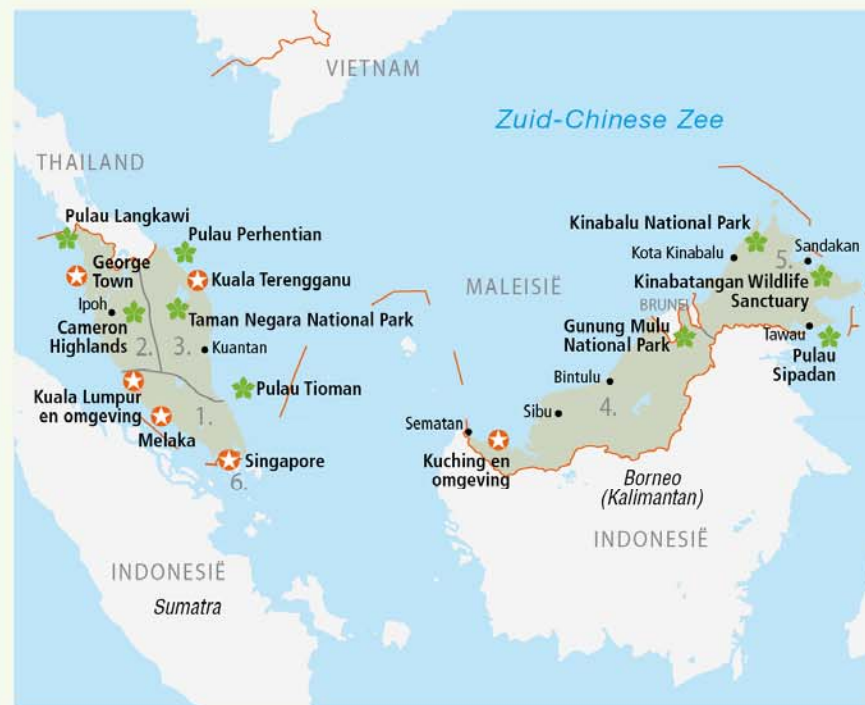 VIETNAM
Zuid-Chinese Zee
THAILAND
Pulau Langkawi
Pulau Perhentian
George
Town
Kuala Terengganu
Ipoh
Cameron
Highlands
Taman Negara National Park
2.
3.
Kuantan
Pulau Tioman
Kuala Lumpur
en omgeving
1.
Melaka
Singapore
6.
INDONESIË
Sumatra
MALEISIË
Kinabalu National Park
Kota Kinabalu
5.
Sandakan
Kinabatangan Wildlife
Sanctuary
BRUNEI
Gunung Mulu
National Park
Tawau
Pulau
Sipadan
Bintulu
Sibu
4.
Sematan
Kuching en
omgeving
Borneo
(Kalimantan)
INDONESIË